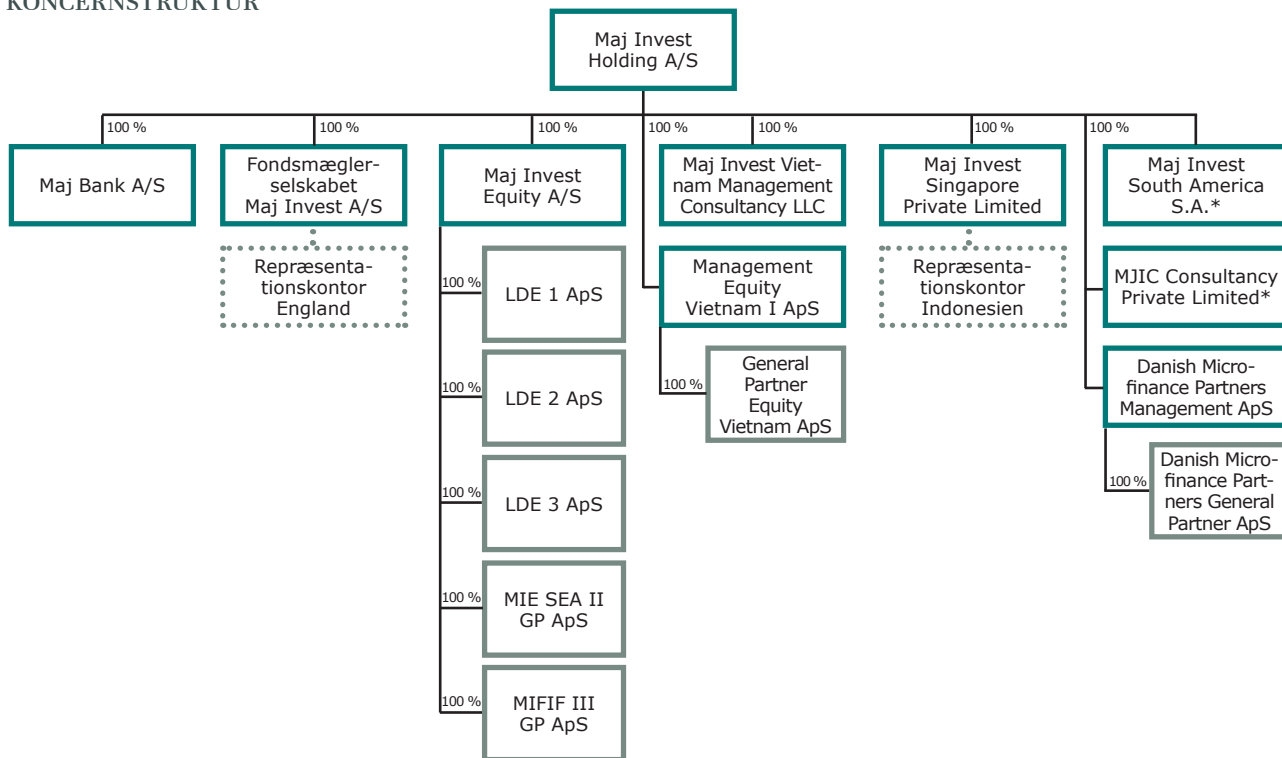 KONCERNSTRUKTUR
Maj Invest
Holding A/S
100 %
100 %
100 %
100 %
100 %
100 %
100 %
Maj Bank A/S
Fondsmægler-
selskabet
Maj Invest A/S
Maj Invest
Equity A/S
Maj Invest Viet-
nam Management
Consultancy LLC
Maj Invest
Singapore
Private Limited
Maj Invest
South America
S.A.*
Repræsenta-
tionskontor
England
100 %
LDE 1 ApS
Management
Equity
Vietnam I ApS
Repræsenta-
tionskontor
Indonesien
MJIC Consultancy
Private Limited*
100 %
LDE 2 ApS
100 %
General
Partner
Equity
Vietnam ApS
Danish Micro-
finance Partners
Management ApS
100 %
LDE 3 ApS
100 %
Danish Micro-
finance Part-
ners General
Partner ApS
100 %
MIE SEA II
GP ApS
100 %
MIFIF III
GP ApS